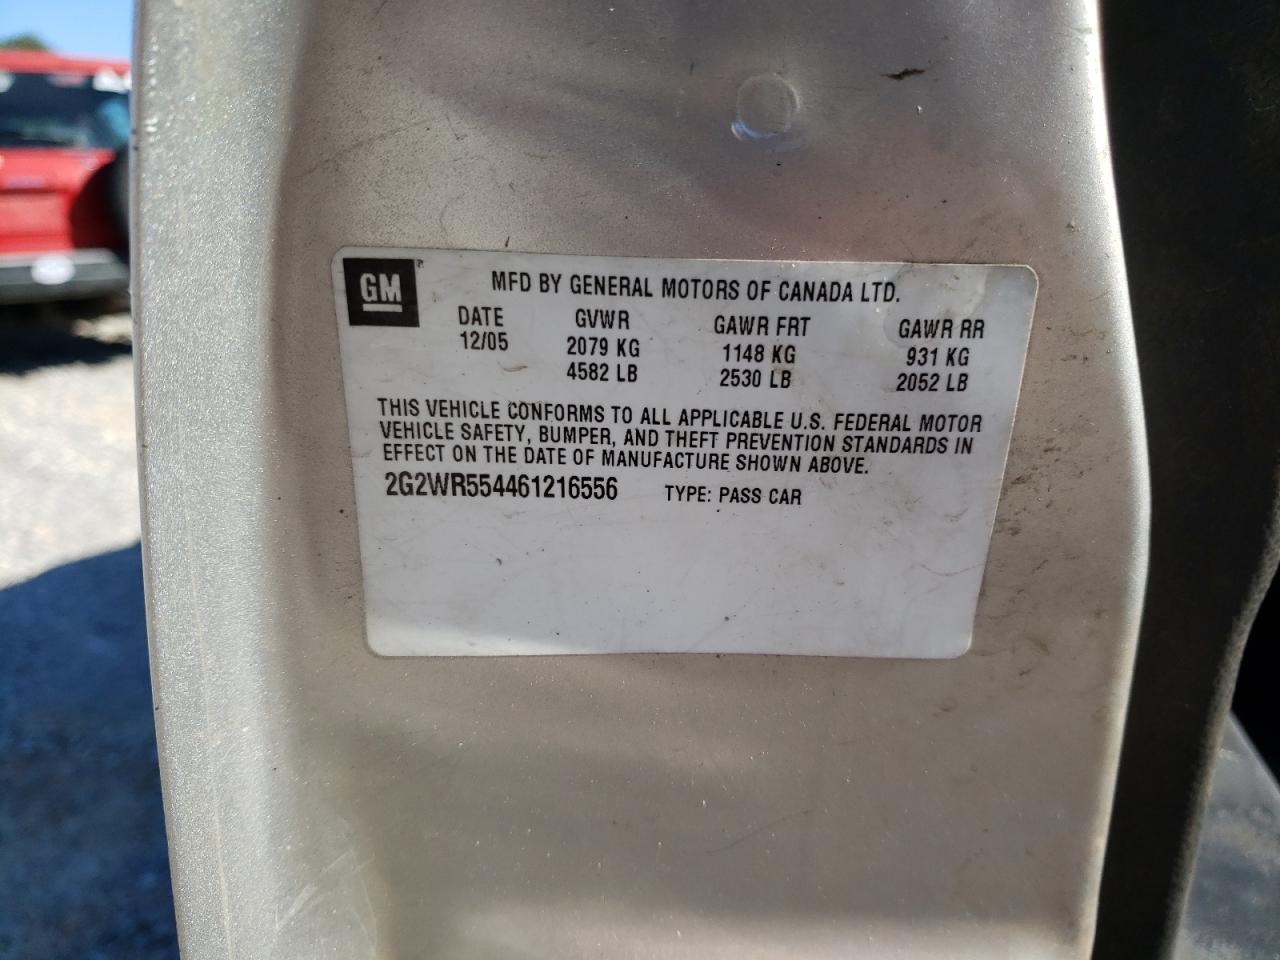 GM
MFD BY GENERAL MOTORS OF CANADA LTD.
DATE GVWR GAWR FRT GAWR RR
12/05 2079 KG 1148 KG 931 KG
4582 LB 2530 LB 2052 LB
THIS VEHICLE CONFORMS TO ALL APPLICABLE U.S. FEDERAL MOTOR
VEHICLE SAFETY, BUMPER, AND THEFT PREVENTION STANDARDS IN
EFFECT ON THE DATE OF MANUFACTURE SHOWN ABOVE.
2G2WR554461216556 TYPE: PASS CAR